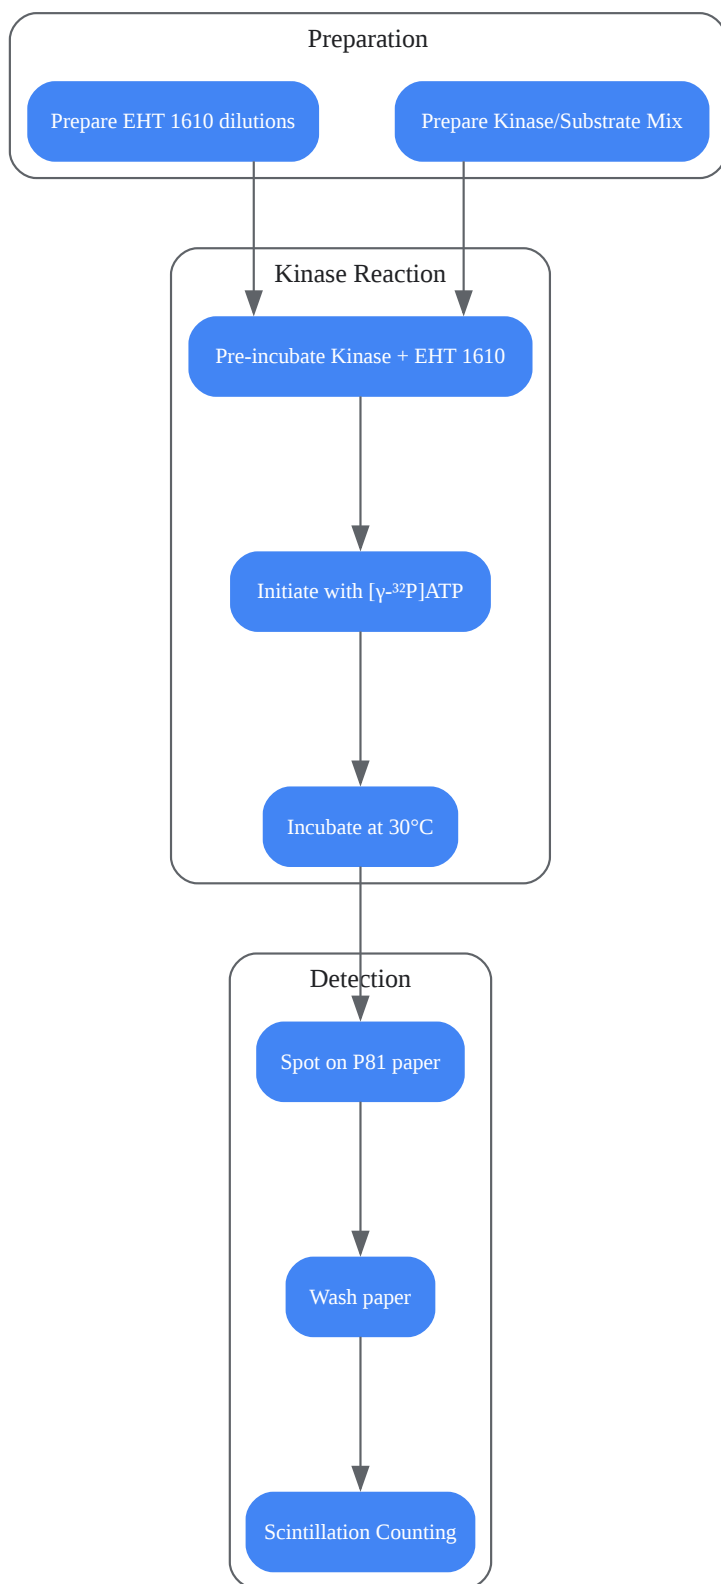 Preparation
Prepare EHT 1610 dilutions
Prepare Kinase/Substrate Mix
Kinase Reaction
Pre-incubate Kinase + EHT 1610
Initiate with [γ-³²P]ATP
Incubate at 30°C
Detection
Spot on P81 paper
Wash paper
Scintillation Counting